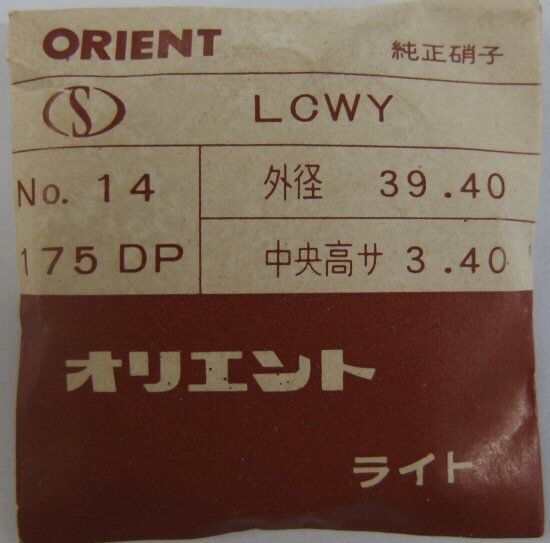 ORIENT 純正硝子
S LCWY
No. 14 外径 39.40
175 DP 中央高サ 3.40
オリエント
ライト